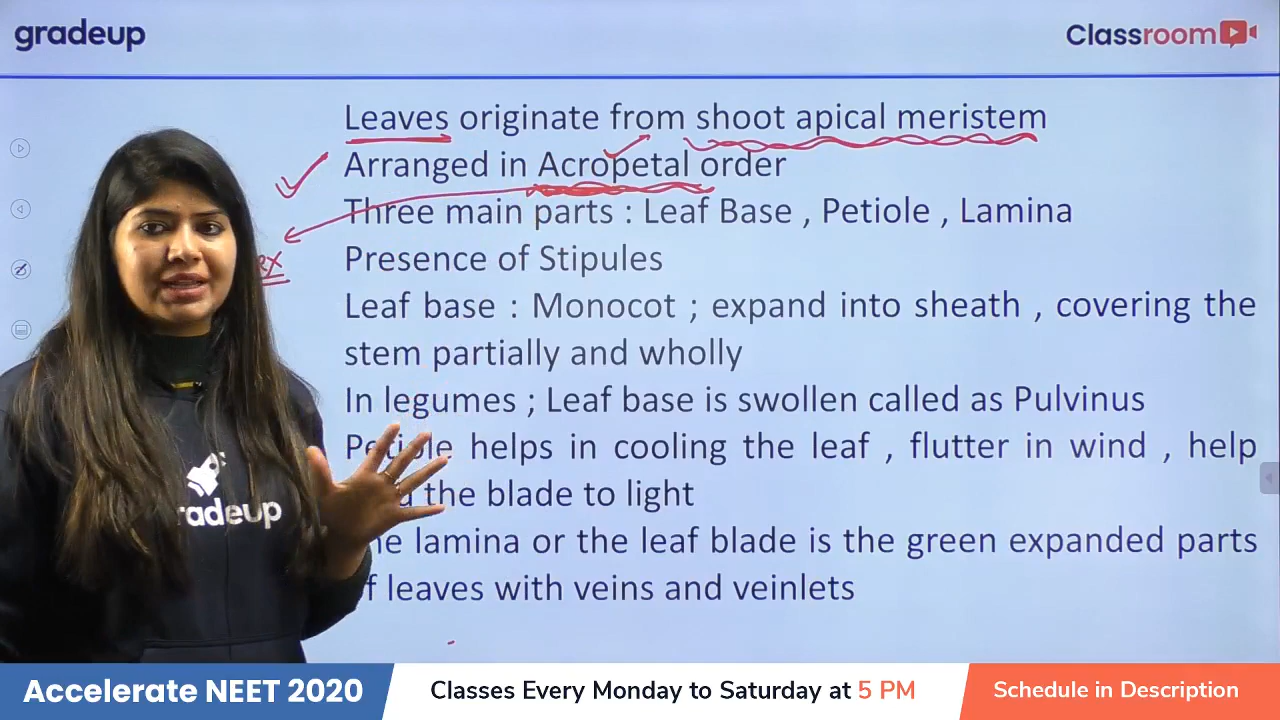 gradeup
Classroom
Leaves originate from shoot apical meristem
Arranged in Acropetal order
Three main parts : Leaf Base , Petiole , Lamina
Presence of Stipules
Leaf base : Monocot ; expand into sheath , covering the
stem partially and wholly
In legumes ; Leaf base is swollen called as Pulvinus
Petiole helps in cooling the leaf , flutter in wind , help
the blade to light
lamina or the leaf blade is the green expanded parts
leaves with veins and veinlets
gradeup
Accelerate NEET 2020
Classes Every Monday to Saturday at 5 PM
Schedule in Description